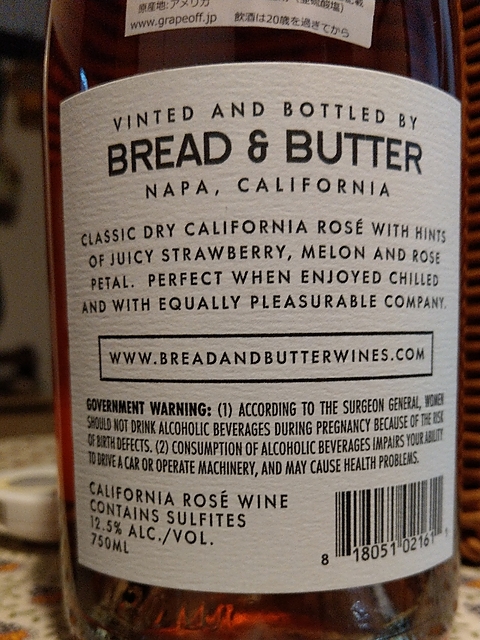 原産地:アメリカ
www.grapeoff.jp 飲酒は20歳を過ぎてから
VINTED AND BOTTLED BY
BREAD & BUTTER
NAPA, CALIFORNIA
CLASSIC DRY CALIFORNIA ROSÉ WITH HINTS
OF JUICY STRAWBERRY, MELON AND ROSE
PETAL. PERFECT WHEN ENJOYED CHILLED
AND WITH EQUALLY PLEASURABLE COMPANY.
WWW.BREADANDBUTTERWINES.COM
GOVERNMENT WARNING: (1) ACCORDING TO THE SURGEON GENERAL, WOMEN
SHOULD NOT DRINK ALCOHOLIC BEVERAGES DURING PREGNANCY BECAUSE OF THE RISK
OF BIRTH DEFECTS. (2) CONSUMPTION OF ALCOHOLIC BEVERAGES IMPAIRS YOUR ABILITY
TO DRIVE A CAR OR OPERATE MACHINERY, AND MAY CAUSE HEALTH PROBLEMS.
CALIFORNIA ROSÉ WINE
CONTAINS SULFITES
12.5% ALC./VOL.
750ML
8 18051 02161 1